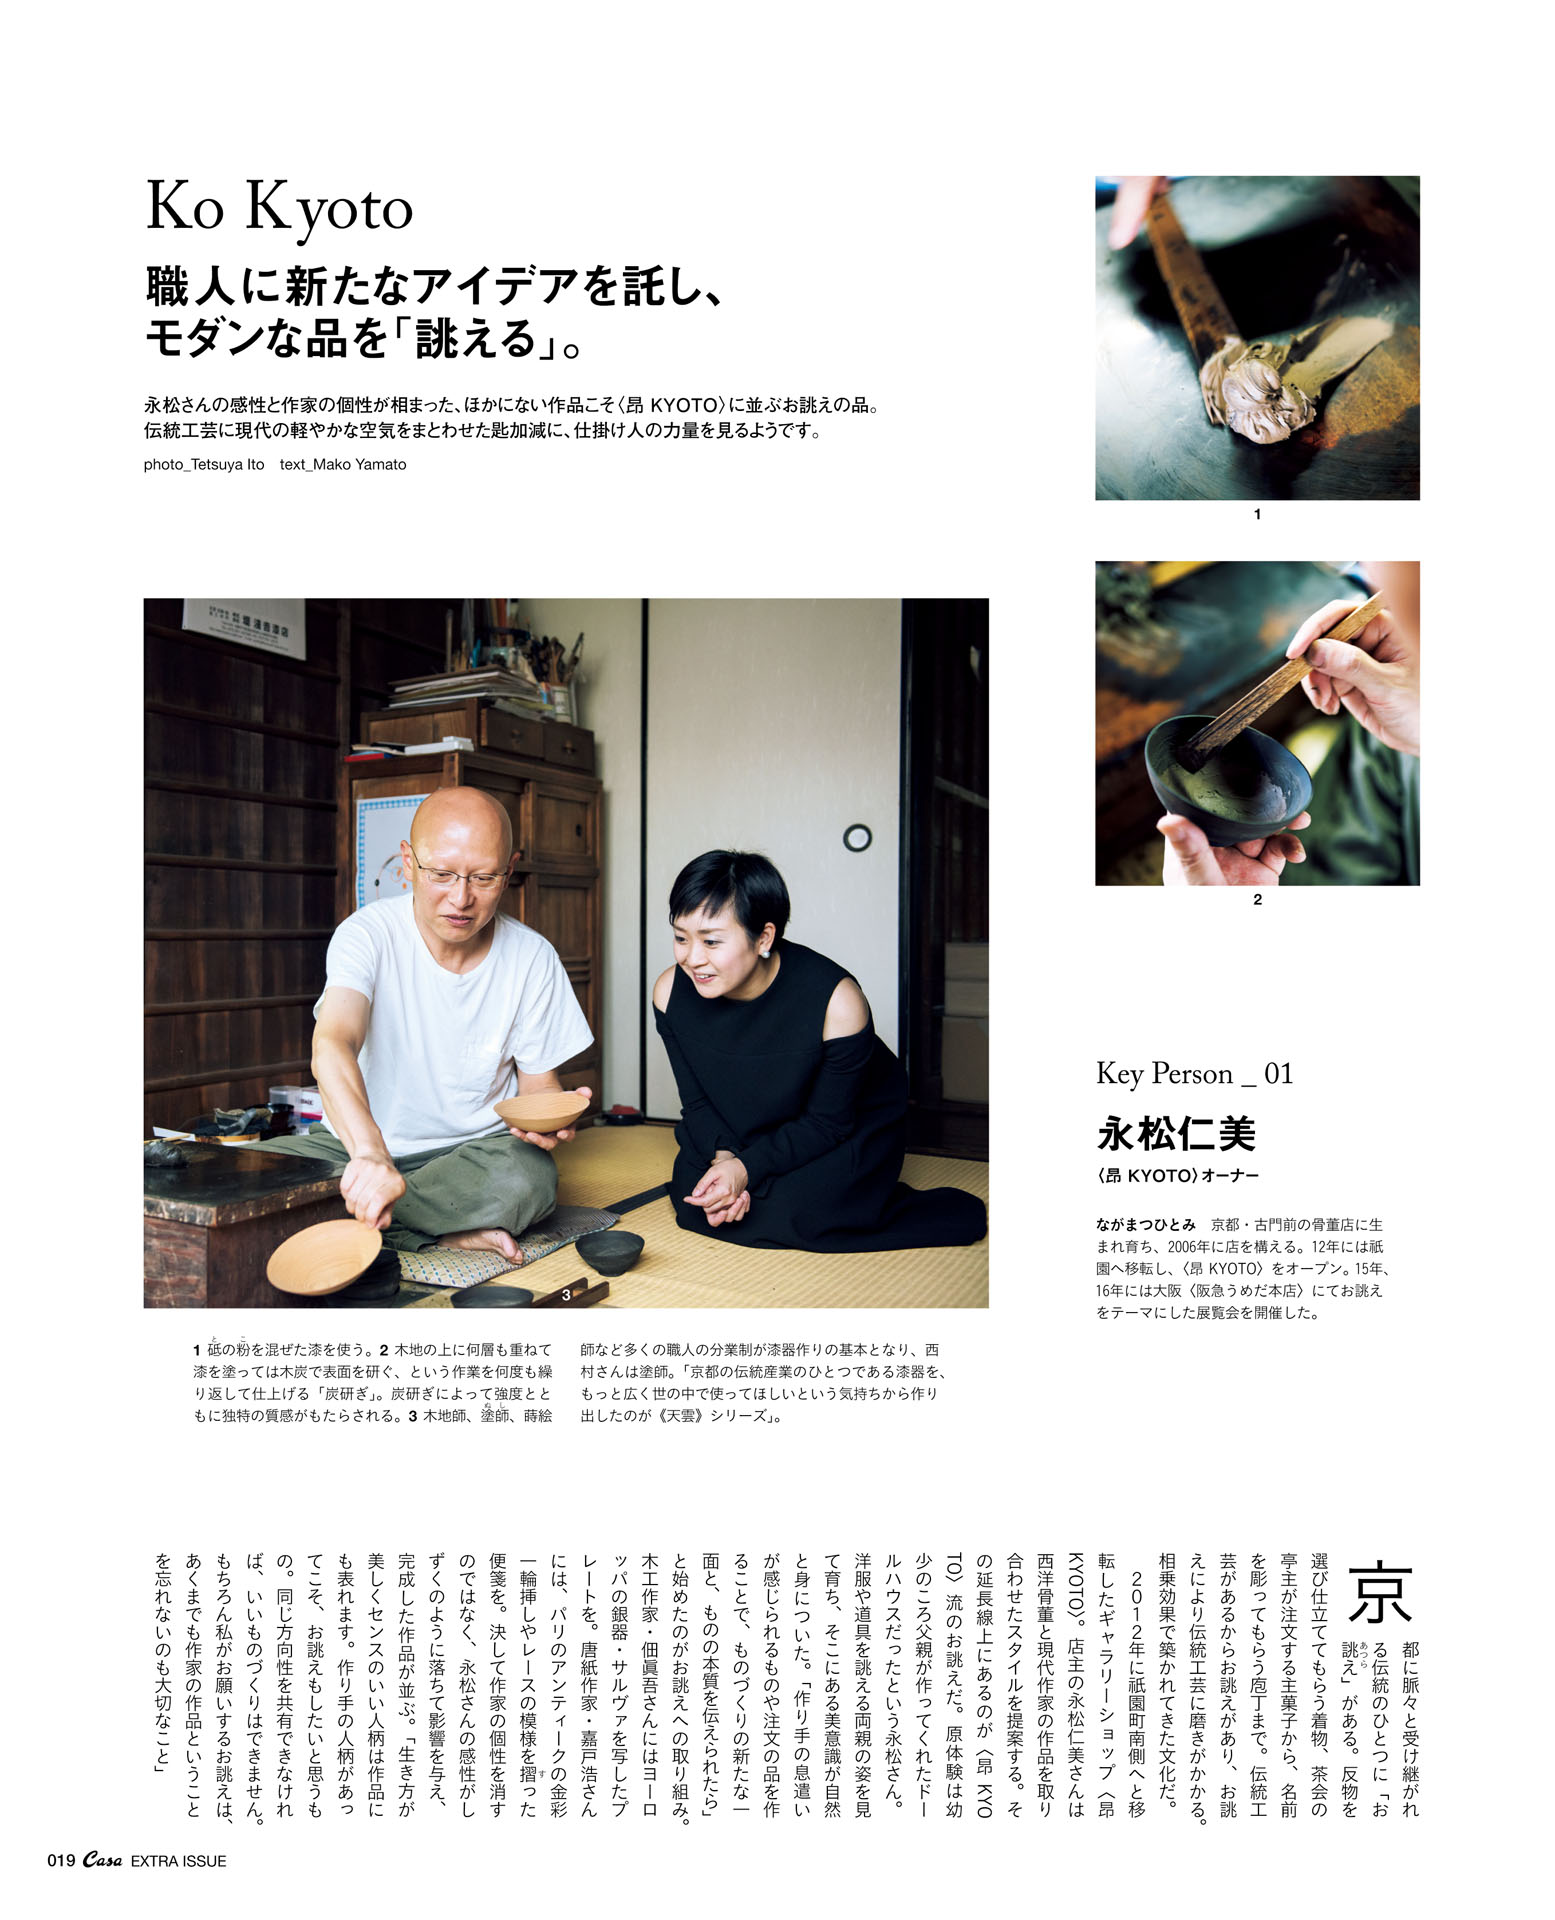 Ko Kyoto
職人に新たなアイデアを託し、
モダンな品を「誂える」。
永松さんの感性と作家の個性が相まった、ほかにない作品こそ〈昂 KYOTO〉に並ぶお誂えの品。
伝統工芸に現代の軽やかな空気をまとわせた匙加減に、仕掛け人の力量を見るようです。
photo_Tetsuya Ito　text_Mako Yamato
1
2
堤淺吉漆店
3
1 砥の粉を混ぜた漆を使う。2 木地の上に何層も重ねて
漆を塗っては木炭で表面を研ぐ、という作業を何度も繰
り返して仕上げる「炭研ぎ」。炭研ぎによって強度とと
もに独特の質感がもたらされる。3 木地師、塗師、蒔絵
師など多くの職人の分業制が漆器作りの基本となり、西
村さんは塗師。「京都の伝統産業のひとつである漆器を、
もっと広く世の中で使ってほしいという気持ちから作り
出したのが《天雲》シリーズ」。
Key Person _ 01
永松仁美
〈昂 KYOTO〉オーナー
ながまつひとみ　京都・古門前の骨董店に生
まれ育ち、2006年に店を構える。12年には祇
園へ移転し、〈昂 KYOTO〉をオープン。15年、
16年には大阪〈阪急うめだ本店〉にてお誂え
をテーマにした展覧会を開催した。
京都に脈々と受け継がれ
る伝統のひとつに「お
誂え」がある。反物を
選び仕立ててもらう着物、茶会の
亭主が注文する主菓子から、名前
を彫ってもらう庖丁まで。伝統工
芸があるからお誂えがあり、お誂
えにより伝統工芸に磨きがかかる。
相乗効果で築かれてきた文化だ。
2012年に祇園町南側へと移
転したギャラリーショップ〈昂
KYOTO〉。店主の永松仁美さんは
西洋骨董と現代作家の作品を取り
合わせたスタイルを提案する。そ
の延長線上にあるのが〈昂 KYO
TO〉流のお誂えだ。原体験は幼
少のころ父親が作ってくれたドー
ルハウスだったという永松さん。
洋服や道具を誂える両親の姿を見
て育ち、そこにある美意識が自然
と身についた。「作り手の息遣い
が感じられるものや注文の品を作
ることで、ものづくりの新たな一
面と、ものの本質を伝えられたら」
と始めたのがお誂えへの取り組み。
木工作家・佃眞吾さんにはヨーロ
ッパの銀器・サルヴァを写したプ
レートを。唐紙作家・嘉戸浩さん
には、パリのアンティークの金彩
一輪挿しやレースの模様を摺った
便箋を。決して作家の個性を消す
のではなく、永松さんの感性がし
ずくのように落ちて影響を与え、
完成した作品が並ぶ。「生き方が
美しくセンスのいい人柄は作品に
も表れます。作り手の人柄があっ
てこそ、お誂えもしたいと思うも
の。同じ方向性を共有できなけれ
ば、いいものづくりはできません。
もちろん私がお願いするお誂えは、
あくまでも作家の作品ということ
を忘れないのも大切なこと」
019 Casa EXTRA ISSUE